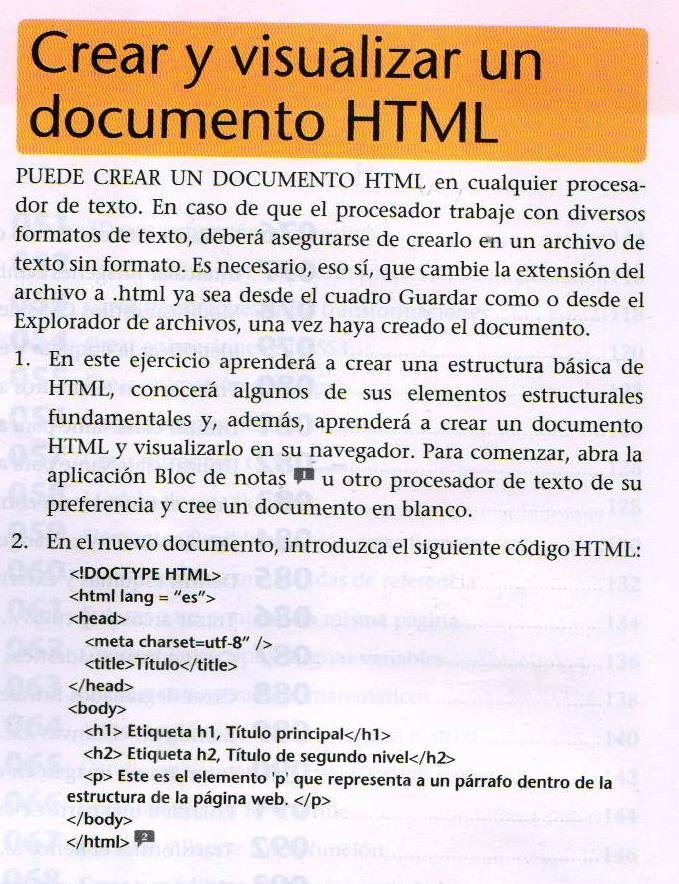 Crear y visualizar un
documento HTML
PUEDE CREAR UN DOCUMENTO HTML en cualquier procesa-
dor de texto. En caso de que el procesador trabaje con diversos
formatos de texto, deberá asegurarse de crearlo en un archivo de
texto sin formato. Es necesario, eso sí, que cambie la extensión del
archivo a .html ya sea desde el cuadro Guardar como o desde el
Explorador de archivos, una vez haya creado el documento.
1. En este ejercicio aprenderá a crear una estructura básica de
HTML, conocerá algunos de sus elementos estructurales
fundamentales y, además, aprenderá a crear un documento
HTML y visualizarlo en su navegador. Para comenzar, abra la
aplicación Bloc de notas 1 u otro procesador de texto de su
preferencia y cree un documento en blanco.
2. En el nuevo documento, introduzca el siguiente código HTML:
<!DOCTYPE HTML>
<html lang = "es">
<head>
<meta charset=utf-8" />
<title>Título</title>
</head>
<body>
<h1> Etiqueta h1, Título principal</h1>
<h2> Etiqueta h2, Título de segundo nivel</h2>
<p> Este es el elemento 'p' que representa a un párrafo dentro de la
estructura de la página web. </p>
</body>
</html> 2